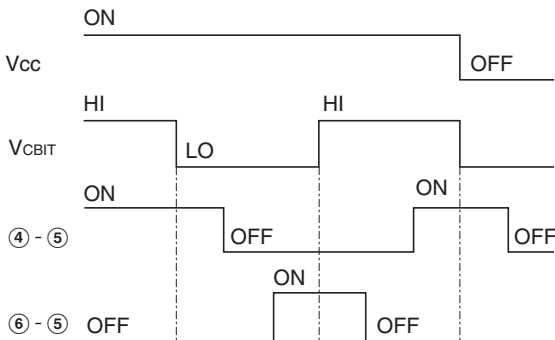 ON
Vcc OFF
HI HI
VCBIT LO
ON ON
④ - ⑤ OFF OFF
ON
⑥ - ⑤ OFF OFF